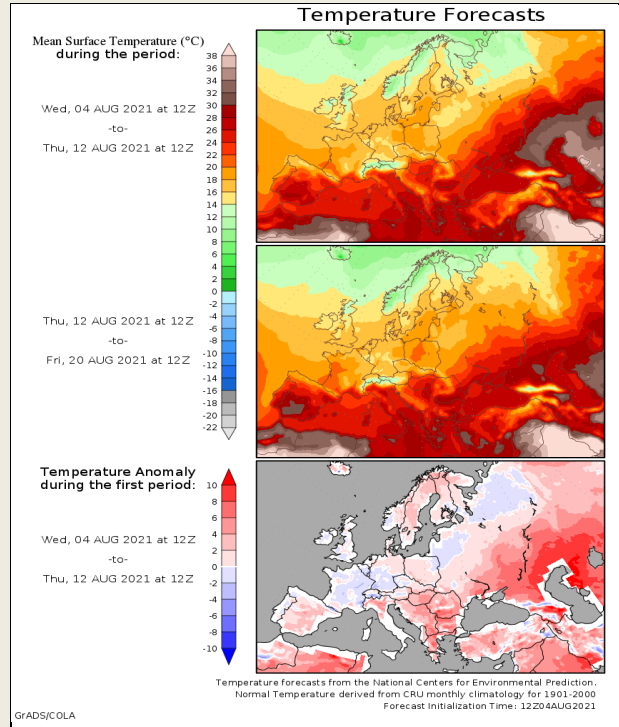 Temperature Forecasts
Mean Surface Temperature (°C)
during the period:
38
36
34
32
30
28
26
24
22
20
18
16
14
12
10
8
6
4
2
0
-2
-4
-6
-8
-10
-12
-14
-16
-18
-20
-22
Wed, 04 AUG 2021 at 12Z
-to-
Thu, 12 AUG 2021 at 12Z
Thu, 12 AUG 2021 at 12Z
-to-
Fri, 20 AUG 2021 at 12Z
Temperature Anomaly
during the first period:
10
8
6
4
2
0
-2
-4
-6
-8
-10
Wed, 04 AUG 2021 at 12Z
-to-
Thu, 12 AUG 2021 at 12Z
Temperature forecasts from the National Centers for Environmental Prediction.
Normal Temperature derived from CRU monthly climatology for 1901-2000
Forecast Initialization Time: 12Z04AUG2021
GrADS/COLA